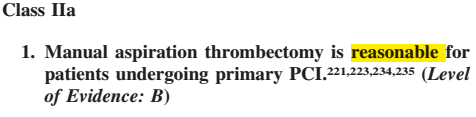 Class IIa
1. Manual aspiration thrombectomy is reasonable for
patients undergoing primary PCI.221,223,234,235 (Level
of Evidence: B)